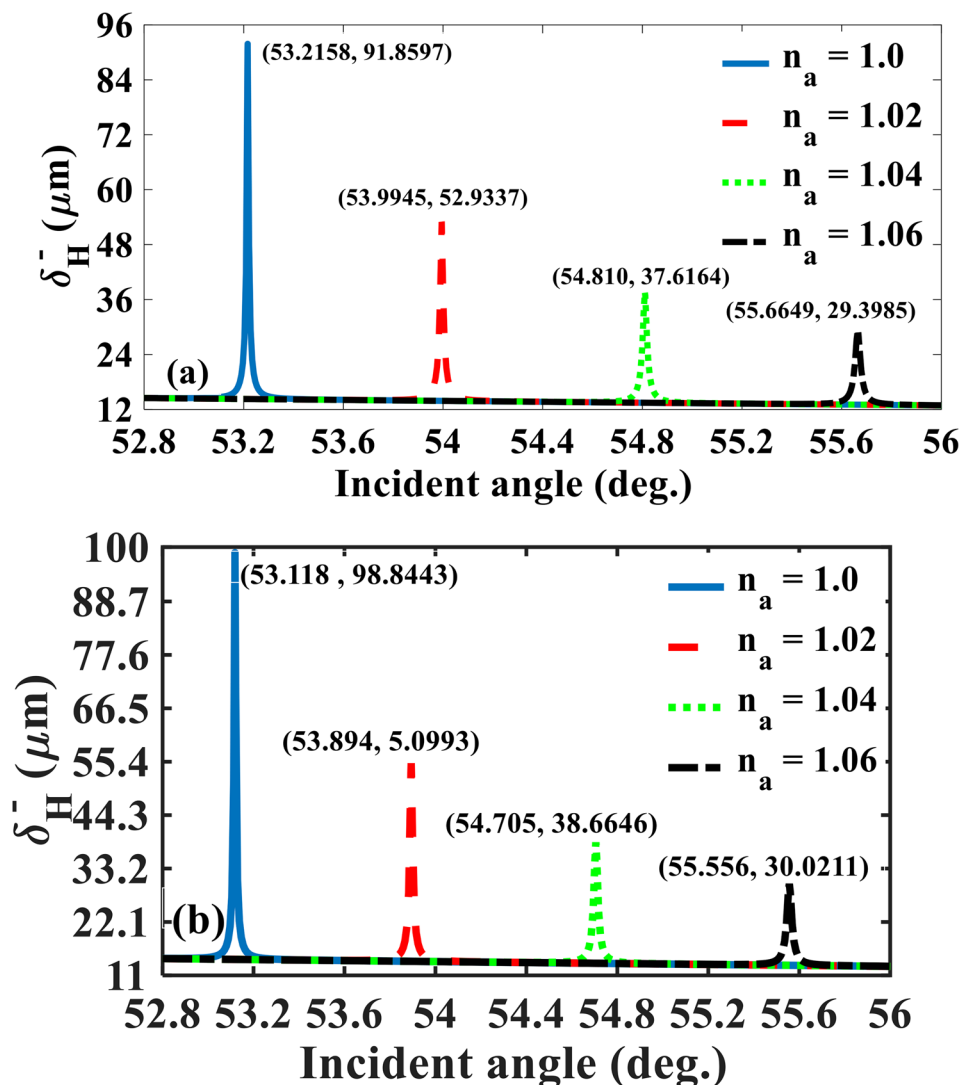 96
84
72
60
48
36
24
12
δ_H^- (μm)
(53.2158, 91.8597)
(53.9945, 52.9337)
(54.810, 37.6164)
(55.6649, 29.3985)
n_a = 1.0
n_a = 1.02
n_a = 1.04
n_a = 1.06
(a)
52.8 53.2 53.6 54 54.4 54.8 55.2 55.6 56
Incident angle (deg.)
100
88.7
77.6
66.5
55.4
44.3
33.2
22.1
11
δ_H^- (μm)
(53.118 , 98.8443)
(53.894, 5.0993)
(54.705, 38.6646)
(55.556, 30.0211)
n_a = 1.0
n_a = 1.02
n_a = 1.04
n_a = 1.06
(b)
52.8 53.2 53.6 54 54.4 54.8 55.2 55.6 56
Incident angle (deg.)